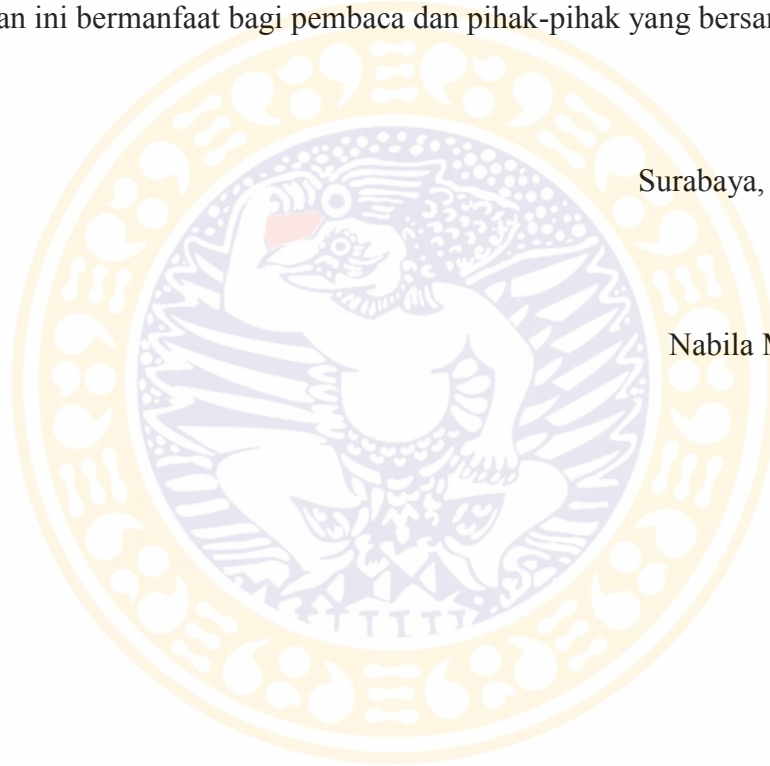 an ini bermanfaat bagi pembaca dan pihak-pihak yang bersan
Surabaya,
Nabila M